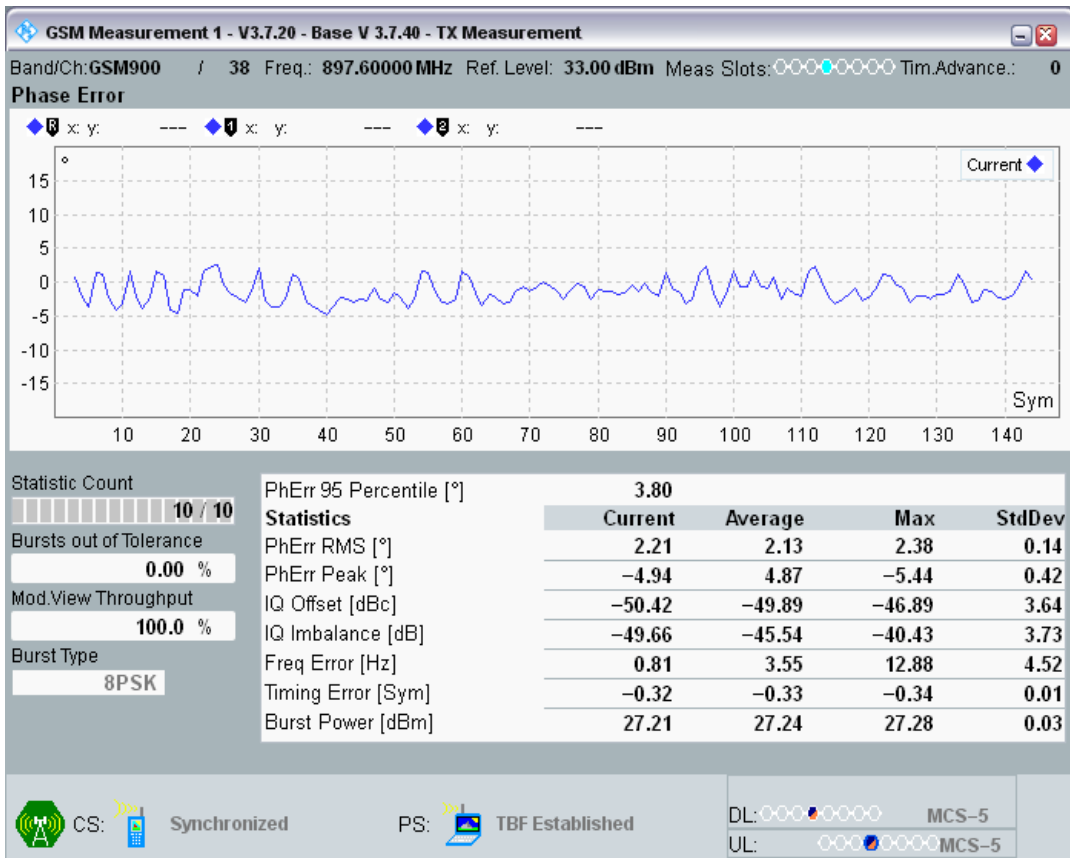 GSM Measurement 1 - V3.7.20 - Base V 3.7.40 - TX Measurement
Band/Ch:GSM900 / 38 Freq.: 897.60000 MHz Ref. Level: 33.00 dBm Meas Slots: Tim.Advance.: 0
Phase Error
R x: y: --- 1 x: y: --- 2 x: y: ---
°
Current
15
10
5
0
-5
-10
-15
Sym
10 20 30 40 50 60 70 80 90 100 110 120 130 140
Statistic Count
10 / 10
Bursts out of Tolerance
0.00 %
Mod.View Throughput
100.0 %
Burst Type
8PSK
PhErr 95 Percentile [°] 3.80
Statistics Current Average Max StdDev
PhErr RMS [°] 2.21 2.13 2.38 0.14
PhErr Peak [°] −4.94 4.87 −5.44 0.42
IQ Offset [dBc] −50.42 −49.89 −46.89 3.64
IQ Imbalance [dB] −49.66 −45.54 −40.43 3.73
Freq Error [Hz] 0.81 3.55 12.88 4.52
Timing Error [Sym] −0.32 −0.33 −0.34 0.01
Burst Power [dBm] 27.21 27.24 27.28 0.03
CS: Synchronized PS: TBF Established
DL: MCS−5
UL: MCS−5